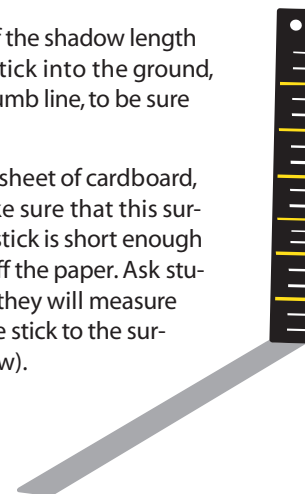 f the shadow length
tick into the ground,
umb line, to be sure
sheet of cardboard,
ke sure that this sur-
stick is short enough
ff the paper. Ask stu-
they will measure
e stick to the sur-
w).